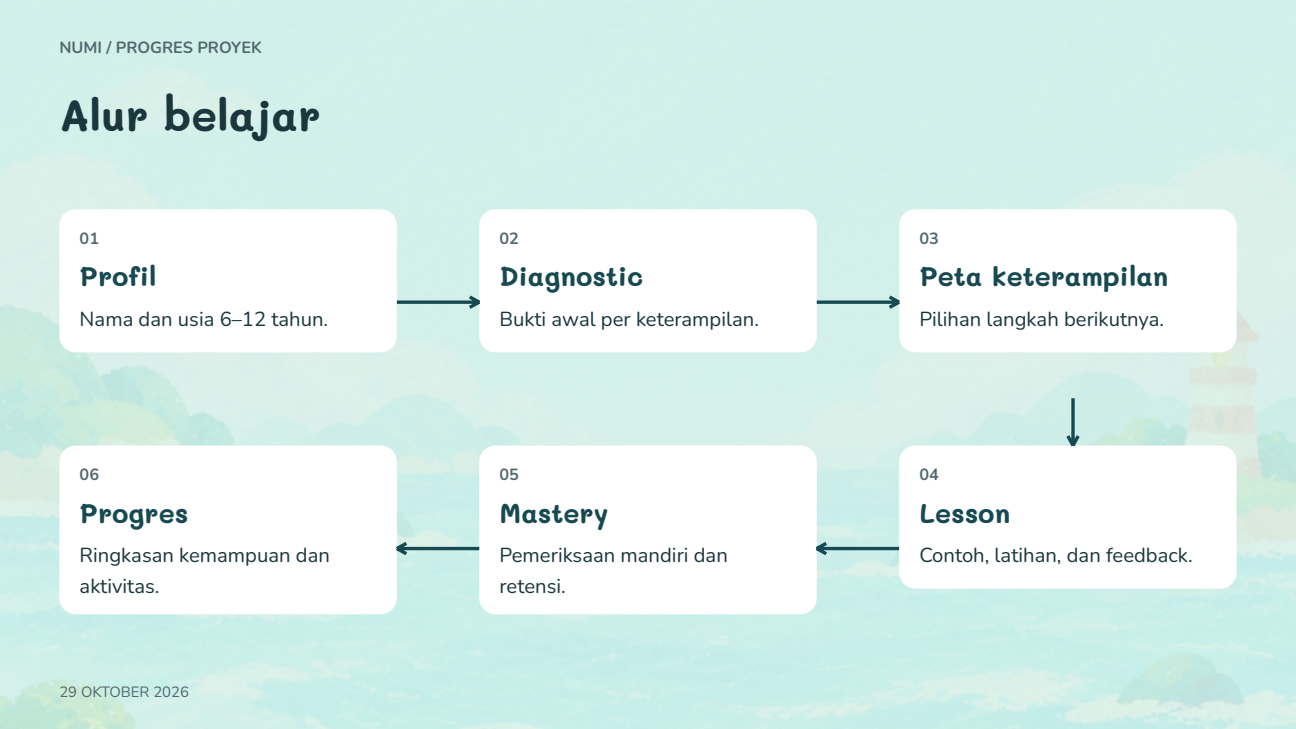 NUMI / PROGRES PROYEK
Alur belajar
01
Profil
Nama dan usia 6–12 tahun.
02
Diagnostic
Bukti awal per keterampilan.
03
Peta keterampilan
Pilihan langkah berikutnya.
04
Lesson
Contoh, latihan, dan feedback.
05
Mastery
Pemeriksaan mandiri dan
retensi.
06
Progres
Ringkasan kemampuan dan
aktivitas.
29 OKTOBER 2026